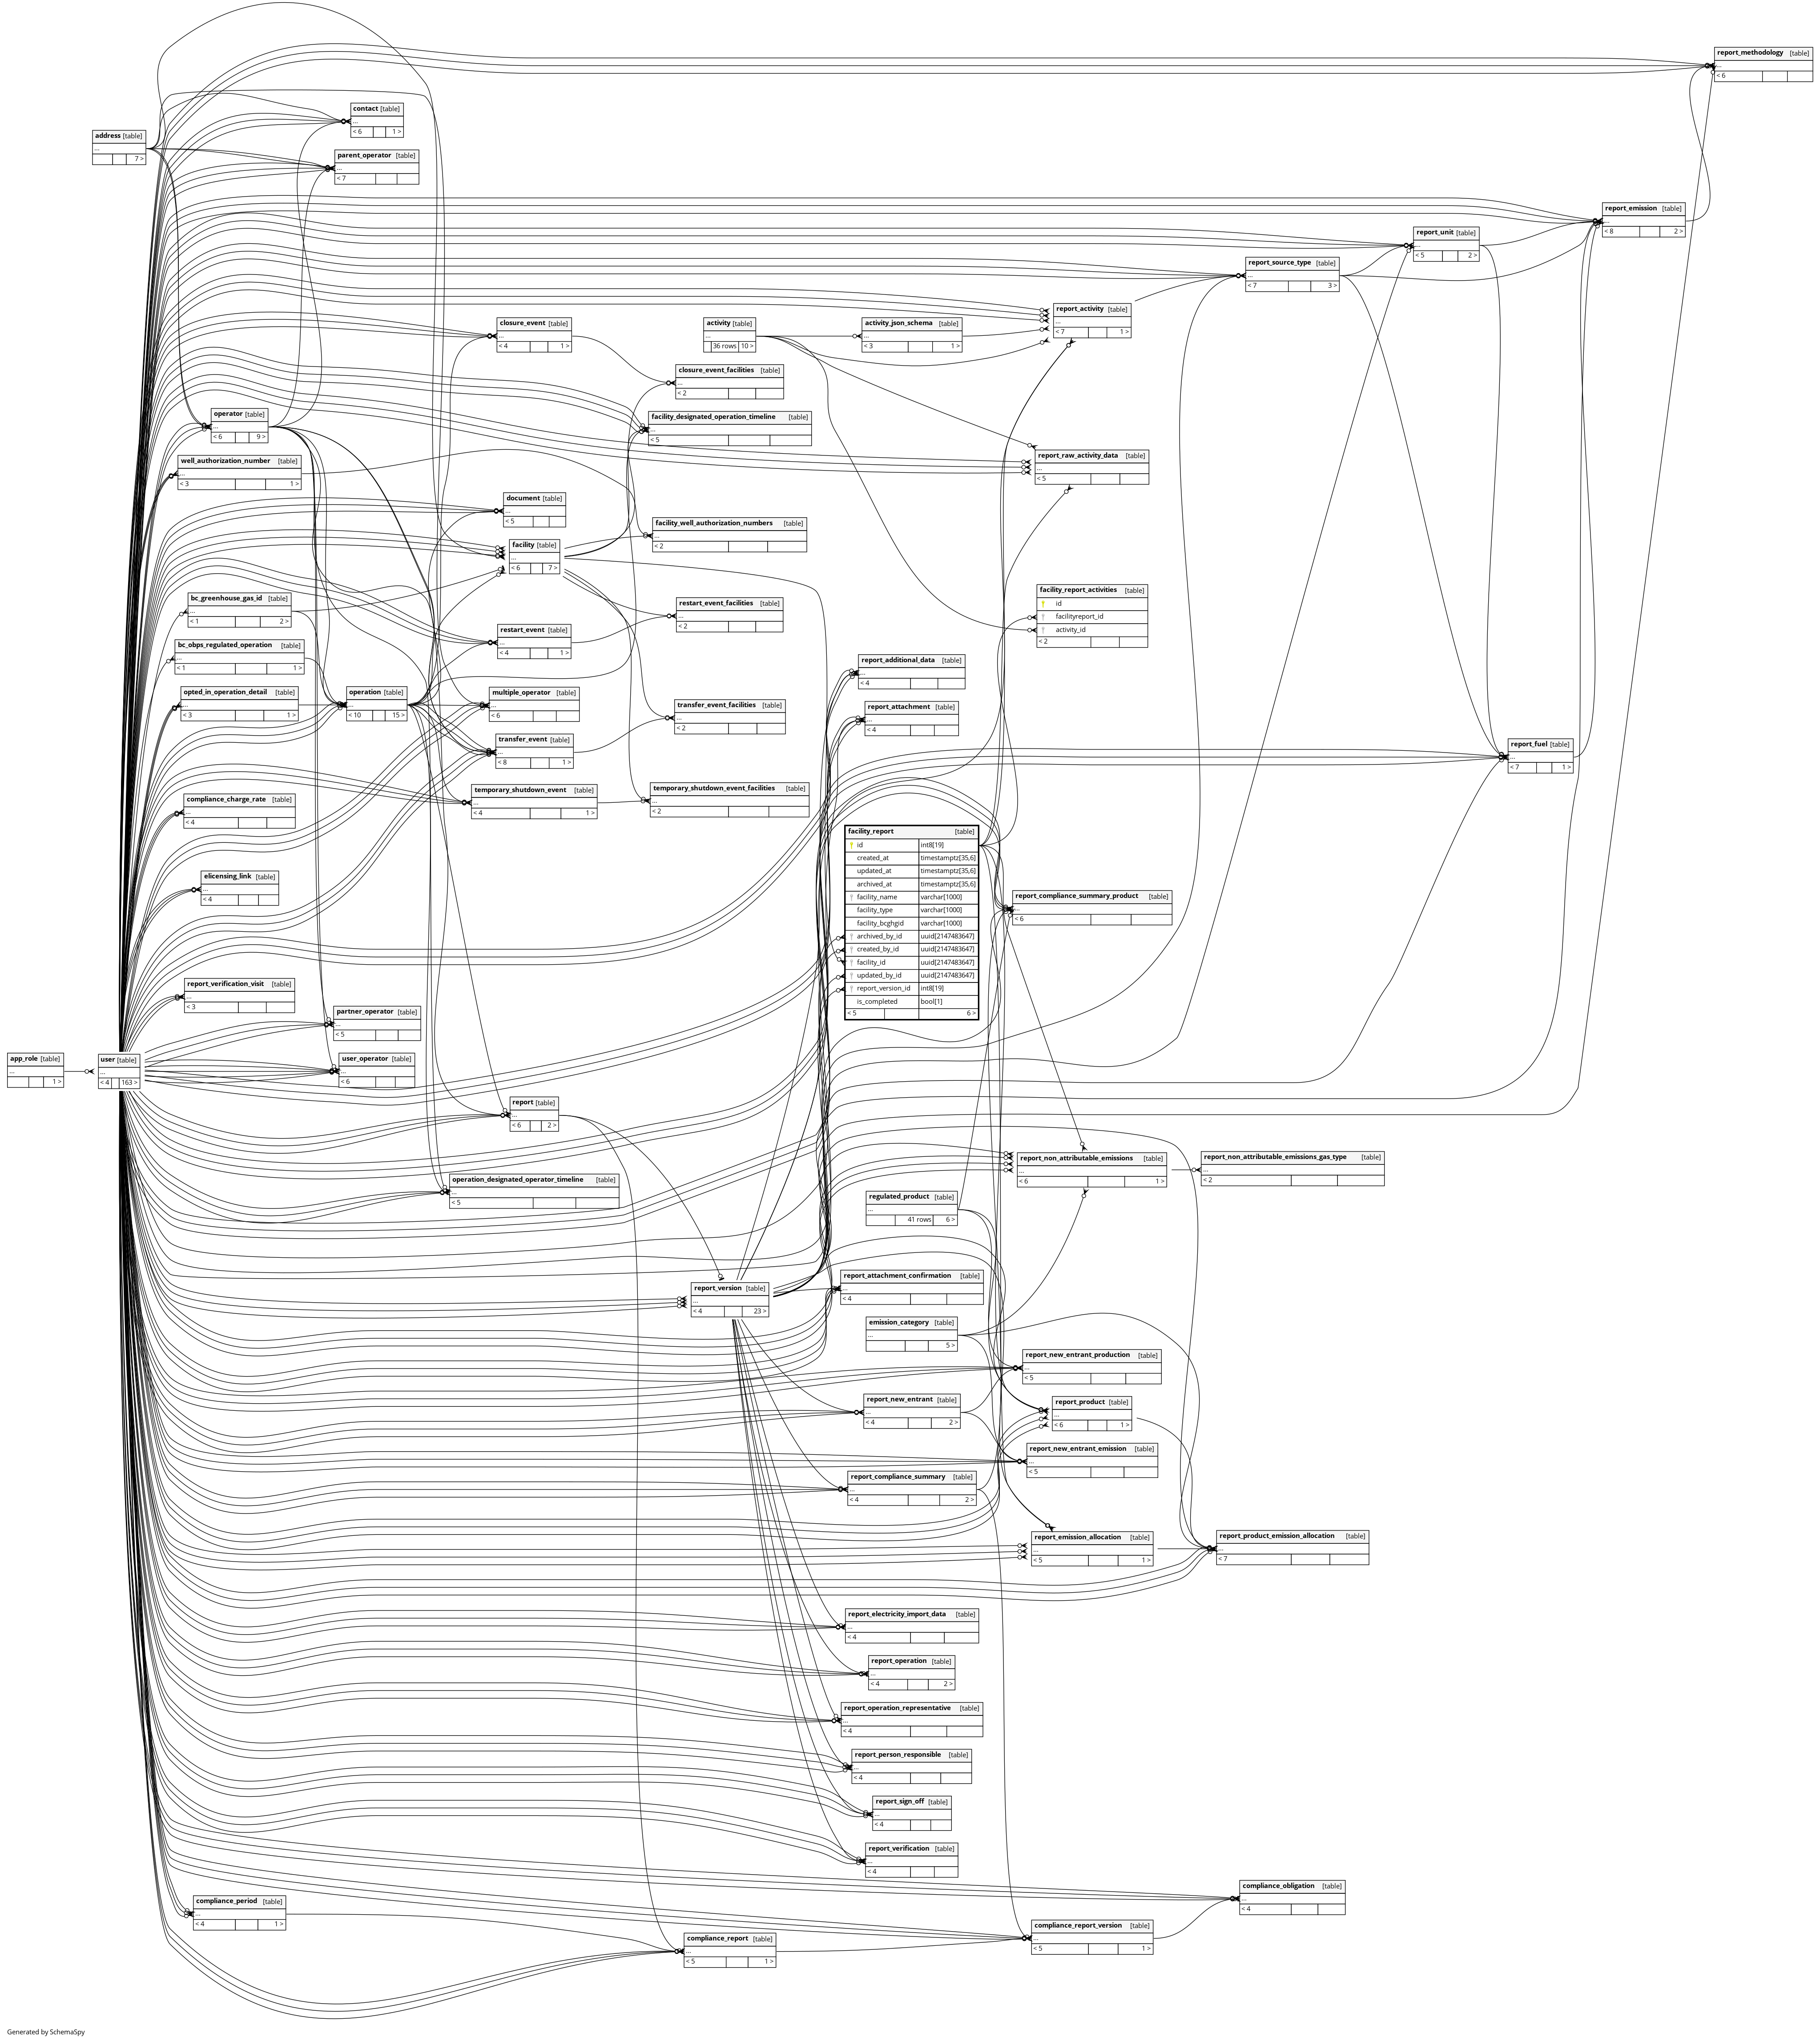 report_methodology [table]
...
< 6
contact [table]
...
< 6 1 >
address [table]
...
7 >
parent_operator [table]
...
< 7
report_emission [table]
...
< 8 2 >
report_unit [table]
...
< 5 2 >
report_source_type [table]
...
< 7 3 >
report_activity [table]
...
< 7 1 >
closure_event [table]
...
< 4 1 >
activity [table]
...
36 rows 10 >
activity_json_schema [table]
...
< 3 1 >
closure_event_facilities [table]
...
< 2
operator [table]
...
< 6 9 >
facility_designated_operation_timeline [table]
...
< 5
well_authorization_number [table]
...
< 3 1 >
report_raw_activity_data [table]
...
< 5
document [table]
...
< 5
facility_well_authorization_numbers [table]
...
< 2
facility [table]
...
< 6 7 >
bc_greenhouse_gas_id [table]
...
< 1 2 >
restart_event_facilities [table]
...
< 2
facility_report_activities [table]
id
facilityreport_id
activity_id
< 2
restart_event [table]
...
< 4 1 >
bc_obps_regulated_operation [table]
...
< 1 1 >
report_additional_data [table]
...
< 4
opted_in_operation_detail [table]
...
< 3 1 >
operation [table]
...
< 10 15 >
multiple_operator [table]
...
< 6
transfer_event_facilities [table]
...
< 2
report_attachment [table]
...
< 4
transfer_event [table]
...
< 8 1 >
report_fuel [table]
...
< 7 1 >
compliance_charge_rate [table]
...
< 4
temporary_shutdown_event [table]
...
< 4 1 >
temporary_shutdown_event_facilities [table]
...
< 2
facility_report [table]
id int8[19]
created_at timestamptz[35,6]
updated_at timestamptz[35,6]
archived_at timestamptz[35,6]
facility_name varchar[1000]
facility_type varchar[1000]
facility_bcghgid varchar[1000]
archived_by_id uuid[2147483647]
created_by_id uuid[2147483647]
facility_id uuid[2147483647]
updated_by_id uuid[2147483647]
report_version_id int8[19]
is_completed bool[1]
< 5 6 >
elicensing_link [table]
...
< 4
report_compliance_summary_product [table]
...
< 6
report_verification_visit [table]
...
< 3
partner_operator [table]
...
< 5
app_role [table]
...
1 >
user [table]
...
< 4 163 >
user_operator [table]
...
< 6
report [table]
...
< 6 2 >
report_non_attributable_emissions [table]
...
< 6 1 >
report_non_attributable_emissions_gas_type [table]
...
< 2
operation_designated_operator_timeline [table]
...
< 5
regulated_product [table]
...
41 rows 6 >
report_version [table]
...
< 4 23 >
report_attachment_confirmation [table]
...
< 4
emission_category [table]
...
5 >
report_new_entrant_production [table]
...
< 5
report_new_entrant [table]
...
< 4 2 >
report_product [table]
...
< 6 1 >
report_new_entrant_emission [table]
...
< 5
report_compliance_summary [table]
...
< 4 2 >
report_emission_allocation [table]
...
< 5 1 >
report_product_emission_allocation [table]
...
< 7
report_electricity_import_data [table]
...
< 4
report_operation [table]
...
< 4 2 >
report_operation_representative [table]
...
< 4
report_person_responsible [table]
...
< 4
report_sign_off [table]
...
< 4
report_verification [table]
...
< 4
compliance_period [table]
...
< 4 1 >
compliance_obligation [table]
...
< 4
compliance_report_version [table]
...
< 5 1 >
compliance_report [table]
...
< 5 1 >
Generated by SchemaSpy